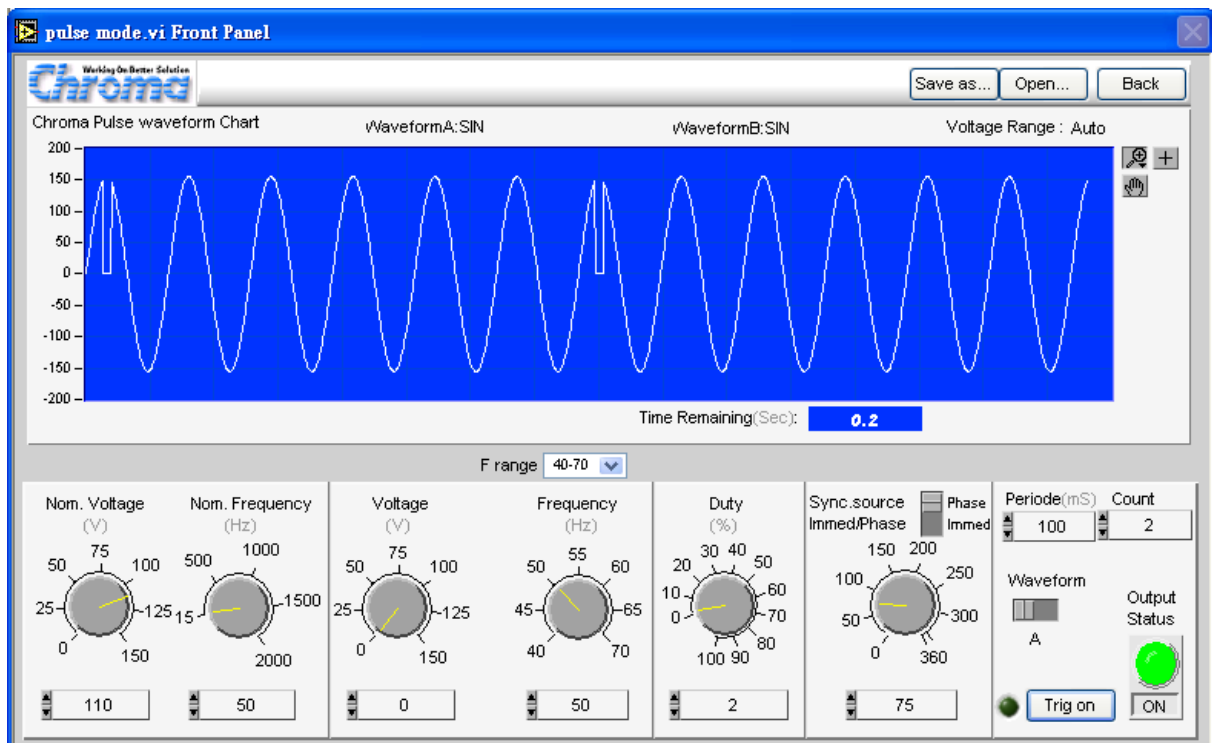 pulse mode.vi Front Panel
Working On Better Solution
Chroma
Save as... Open... Back
Chroma Pulse waveform Chart WaveformA:SIN WaveformB:SIN Voltage Range : Auto
200
150
100
50
0
-50
-100
-150
-200
Time Remaining(Sec): 0.2
F range 40-70
Nom. Voltage
(V)
0 25 50 75 100 125 150
110
Nom. Frequency
(Hz)
15 500 1000 1500 2000
50
Voltage
(V)
0 25 50 75 100 125 150
0
Frequency
(Hz)
40 45 50 55 60 65 70
50
Duty
(%)
0 10 20 30 40 50 60 70 80 90 100
2
Sync.source
Immed/Phase
Phase
Immed
0 50 100 150 200 250 300 360
75
Periode(mS) Count
100 2
Waveform
A
Output
Status
Trig on ON